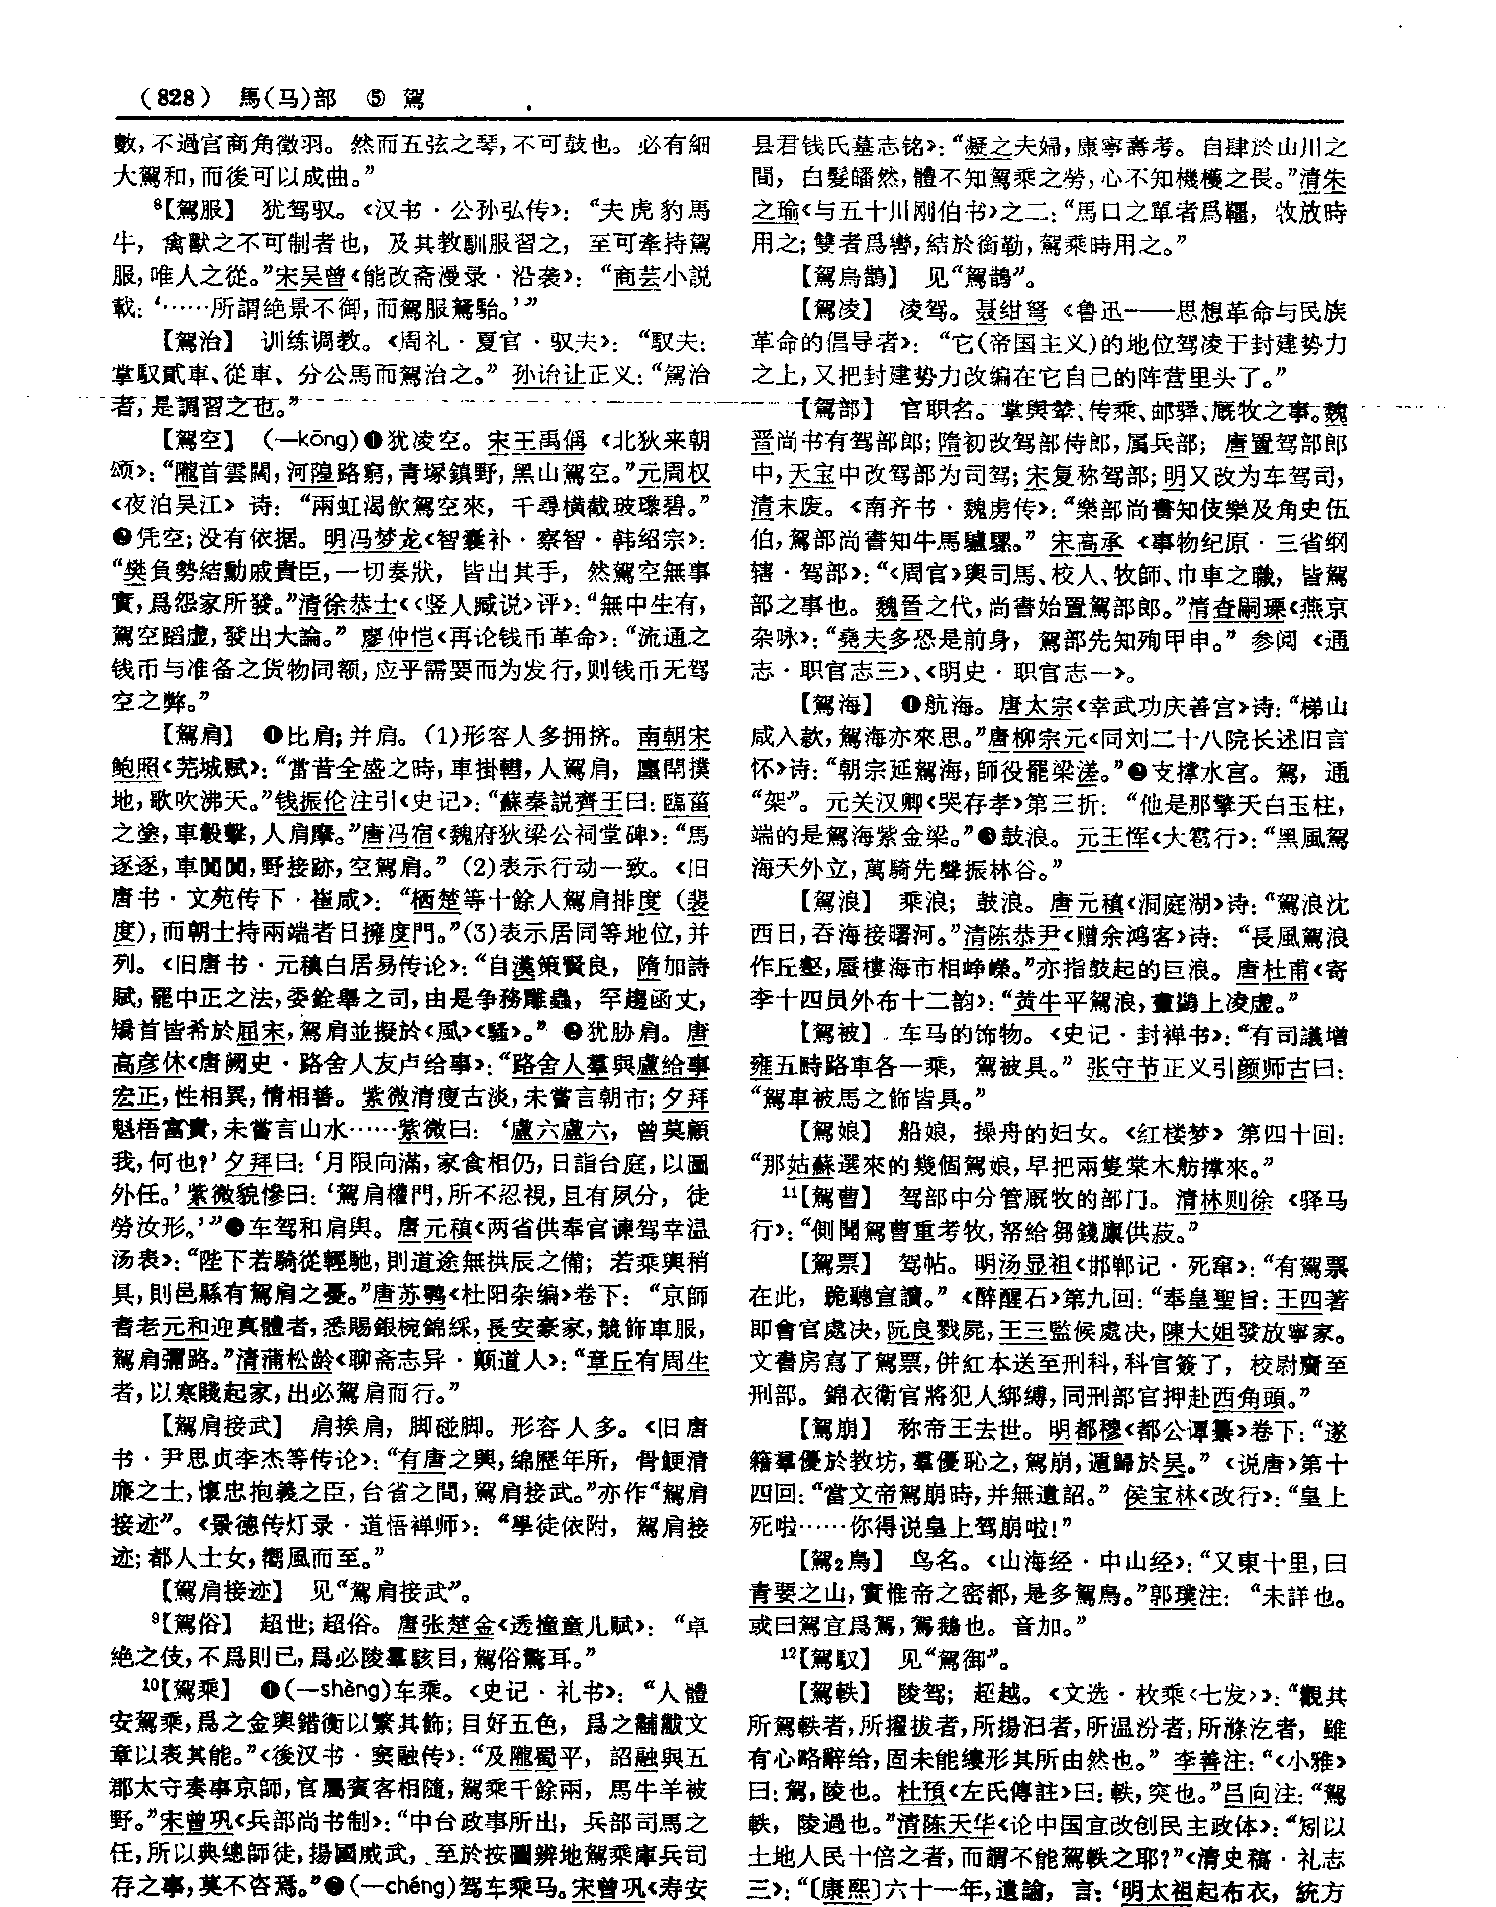 (828) 馬(马)部 ⑤ 駕
數，不過宫商角徵羽。然而五弦之琴，不可鼓也。必有細
大駕和，而後可以成曲。”
⁸【駕服】 犹驾驭。《汉书·公孙弘传》：“夫虎豹馬
牛，禽獸之不可制者也，及其教馴服習之，至可牽持駕
服，唯人之從。”宋吴曾《能改斋漫录·沿袭》：“商芸小説
載：‘……所謂絶景不御，而駕服駑駘。’”
【駕治】 训练调教。《周礼·夏官·驭夫》：“馭夫：
掌馭貳車、從車、分公馬而駕治之。”孙诒让正义：“駕治
者，是調習之也。”
【駕空】 (—kōng)❶犹凌空。宋王禹偁《北狄来朝
颂》：“隴首雲闊，河隍路窮，青塚鎮野，黑山駕空。”元周权
《夜泊吴江》诗：“兩虹渴飲駕空來，千尋横截玻瓈碧。”
❷凭空；没有依据。明冯梦龙《智囊补·察智·韩绍宗》：
“樊負勢結勳戚貴臣，一切奏狀，皆出其手，然駕空無事
實，爲怨家所發。”清徐恭士《〈竖人臧说〉评》：“無中生有，
駕空蹈虚，發出大論。”廖仲恺《再论钱币革命》：“流通之
钱币与准备之货物同额，应乎需要而为发行，则钱币无驾
空之弊。”
【駕肩】 ❶比肩；并肩。(1)形容人多拥挤。南朝宋
鲍照《芜城赋》：“當昔全盛之時，車掛轊，人駕肩，廛閈撲
地，歌吹沸天。”钱振伦注引《史记》：“蘇秦説齊王曰：臨菑
之塗，車轂擊，人肩摩。”唐冯宿《魏府狄梁公祠堂碑》：“馬
逐逐，車闐闐，野接跡，空駕肩。”(2)表示行动一致。《旧
唐书·文苑传下·崔咸》：“栖楚等十餘人駕肩排度(裴
度)，而朝士持兩端者日擁度門。”(3)表示居同等地位，并
列。《旧唐书·元稹白居易传论》：“自漢策賢良，隋加詩
賦，罷中正之法，委銓舉之司，由是争務雕蟲，罕趨函丈，
矯首皆希於屈宋，駕肩並擬於《風》《騷》。”❷犹胁肩。唐
高彦休《唐阙史·路舍人友卢给事》：“路舍人羣與盧給事
宏正，性相異，情相善。紫微清瘦古淡，未嘗言朝市；夕拜
魁梧富貴，未嘗言山水……紫微曰：‘盧六盧六，曾莫顧
我，何也？’夕拜曰：‘月限向滿，家食相仍，日詣台庭，以圖
外任。’紫微貌慘曰：‘駕肩權門，所不忍視，且有夙分，徒
勞汝形。’”❸车驾和肩舆。唐元稹《两省供奉官谏驾幸温
汤表》：“陛下若騎從輕馳，則道途無拱辰之備；若乘輿稍
具，則邑縣有駕肩之憂。”唐苏鹗《杜阳杂编》卷下：“京師
耆老元和迎真體者，悉賜銀椀錦綵，長安豪家，競飾車服，
駕肩彌路。”清蒲松龄《聊斋志异·颠道人》：“章丘有周生
者，以寒賤起家，出必駕肩而行。”
【駕肩接武】 肩挨肩，脚碰脚。形容人多。《旧唐
书·尹思贞李杰等传论》：“有唐之興，绵歷年所，骨鯁清
廉之士，懷忠抱義之臣，台省之間，駕肩接武。”亦作“駕肩
接迹”。《景德传灯录·道悟禅师》：“學徒依附，駕肩接
迹；都人士女，嚮風而至。”
【駕肩接迹】 见“駕肩接武”。
⁹【駕俗】 超世；超俗。唐张楚金《透撞童儿赋》：“卓
绝之伎，不爲則已，爲必陵羣駭目，駕俗驚耳。”
¹⁰【駕乘】 ❶(—shèng)车乘。《史记·礼书》：“人體
安駕乘，爲之金輿錯衡以繁其飾；目好五色，爲之黼黻文
章以表其能。”《後汉书·窦融传》：“及隴蜀平，詔融與五
郡太守奏事京師，官屬賓客相隨，駕乘千餘兩，馬牛羊被
野。”宋曾巩《兵部尚书制》：“中台政事所出，兵部司馬之
任，所以典總師徒，揚國威武，至於按圖辨地駕乘庫兵司
存之事，莫不咨焉。”❷(—chéng)驾车乘马。宋曾巩《寿安
县君钱氏墓志铭》：“凝之夫婦，康寧壽考。自肆於山川之
間，白髮皤然，體不知駕乘之勞，心不知機穫之畏。”清朱
之瑜《与五十川刚伯书》之二：“馬口之單者爲韁，牧放時
用之；雙者爲轡，結於銜勒，駕乘時用之。”
【駕烏鵲】 见“駕鵲”。
【駕凌】 凌驾。聂绀弩《鲁迅——思想革命与民族
革命的倡导者》：“它(帝国主义)的地位驾凌于封建势力
之上，又把封建势力改编在它自己的阵营里头了。”
【駕部】 官职名。掌舆辇、传乘、邮驿、厩牧之事。魏
晋尚书有驾部郎；隋初改驾部侍郎，属兵部；唐置驾部郎
中，天宝中改驾部为司驾；宋复称驾部；明又改为车驾司，
清末废。《南齐书·魏虏传》：“樂部尚書知伎樂及角史伍
伯，駕部尚書知牛馬驢騾。”宋高承《事物纪原·三省纲
辖·驾部》：“《周官》輿司馬、校人、牧師、巾車之職，皆駕
部之事也。魏晉之代，尚書始置駕部郎。”清查嗣瑮《燕京
杂咏》：“堯夫多恐是前身，駕部先知殉甲申。”参阅《通
志·职官志三》、《明史·职官志一》。
【駕海】 ❶航海。唐太宗《幸武功庆善宫》诗：“梯山
咸入款，駕海亦來思。”唐柳宗元《同刘二十八院长述旧言
怀》诗：“朝宗延駕海，師役罷梁溠。”❷支撑水宫。駕，通
“架”。元关汉卿《哭存孝》第三折：“他是那擎天白玉柱，
端的是駕海紫金梁。”❸鼓浪。元王恽《大雹行》：“黑風駕
海天外立，萬騎先聲振林谷。”
【駕浪】 乘浪；鼓浪。唐元稹《洞庭湖》诗：“駕浪沈
西日，吞海接曙河。”清陈恭尹《赠余鸿客》诗：“長風駕浪
作丘壑，蜃樓海市相崢嶸。”亦指鼓起的巨浪。唐杜甫《寄
李十四员外布十二韵》：“黄牛平駕浪，畫鷁上凌虚。”
【駕被】 车马的饰物。《史记·封禅书》：“有司議增
雍五畤路車各一乘，駕被具。”张守节正义引颜师古曰：
“駕車被馬之飾皆具。”
【駕娘】 船娘，操舟的妇女。《红楼梦》第四十回：
“那姑蘇選來的幾個駕娘，早把兩隻棠木舫撑來。”
¹¹【駕曹】 驾部中分管厩牧的部门。清林则徐《驿马
行》：“側聞駕曹重考牧，帑給芻錢廪供菽。”
【駕票】 驾帖。明汤显祖《邯郸记·死窜》：“有駕票
在此，跪聽宣讀。”《醉醒石》第九回：“奉皇聖旨：王四著
即會官處决，阮良戮屍，王三監候處决，陳大姐發放寧家。
文書房寫了駕票，併紅本送至刑科，科官簽了，校尉齎至
刑部。錦衣衛官將犯人綁縛，同刑部官押赴西角頭。”
【駕崩】 称帝王去世。明都穆《都公谭纂》卷下：“遂
籍羣優於教坊，羣優恥之，駕崩，遁歸於吴。”《说唐》第十
四回：“當文帝駕崩時，并無遺詔。”侯宝林《改行》：“皇上
死啦……你得说皇上驾崩啦！”
【駕₂鳥】 鸟名。《山海经·中山经》：“又東十里，曰
青要之山，實惟帝之密都，是多駕鳥。”郭璞注：“未詳也。
或曰駕宜爲鴐，鴐鵝也。音加。”
¹²【駕馭】 见“駕御”。
【駕軼】 陵驾；超越。《文选·枚乘〈七发〉》：“觀其
所駕軼者，所擢拔者，所揚汩者，所温汾者，所滌汔者，雖
有心略辭给，固未能縷形其所由然也。”李善注：“《小雅》
曰：駕，陵也。杜預《左氏傳註》曰：軼，突也。”吕向注：“駕
軼，陵過也。”清陈天华《论中国宜改创民主政体》：“矧以
土地人民十倍之者，而謂不能駕軼之耶？”《清史稿·礼志
三》：“〔康熙〕六十一年，遺諭，言：‘明太祖起布衣，統方